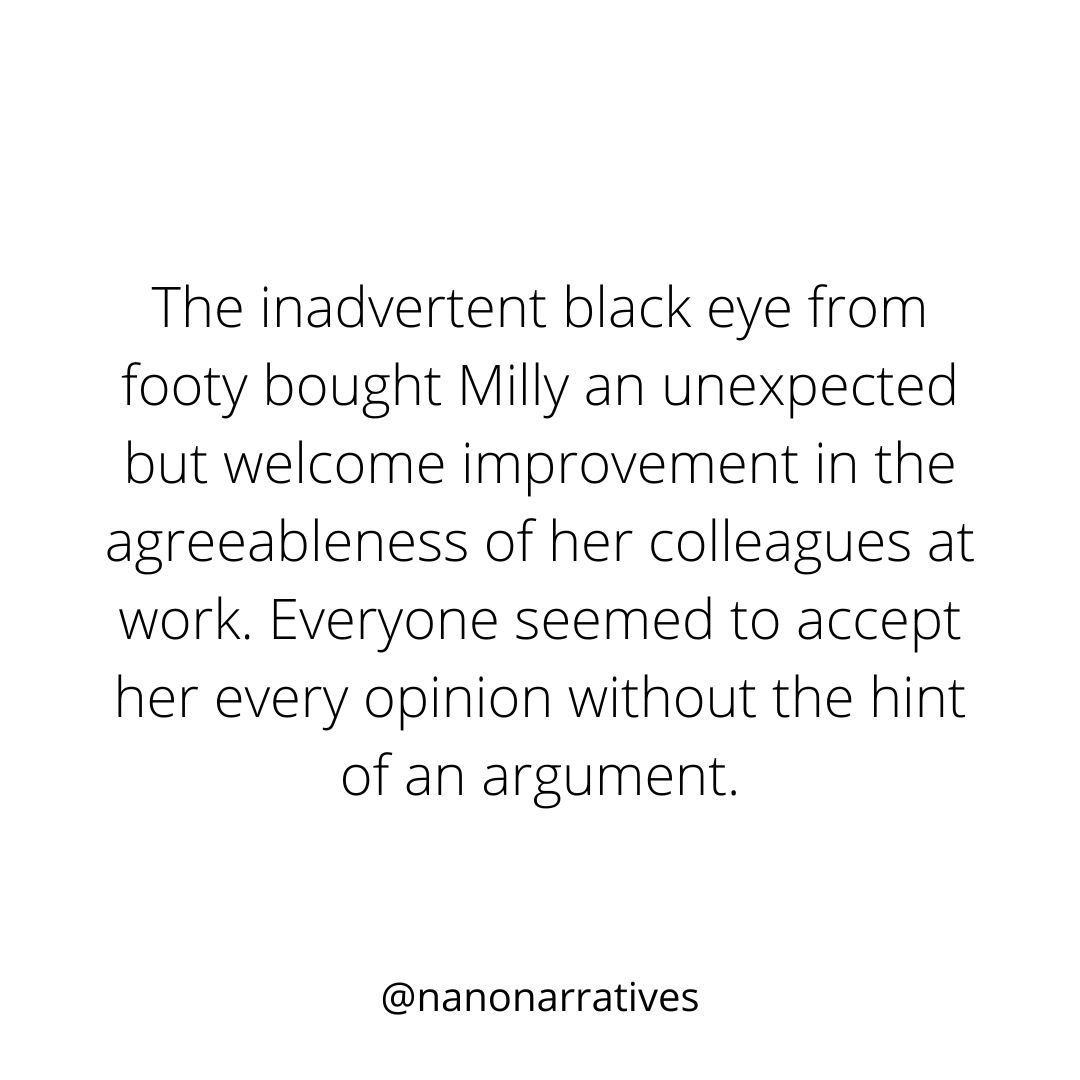 The inadvertent black eye from
footy bought Milly an unexpected
but welcome improvement in the
agreeableness of her colleagues at
work. Everyone seemed to accept
her every opinion without the hint
of an argument.
@nanonarratives